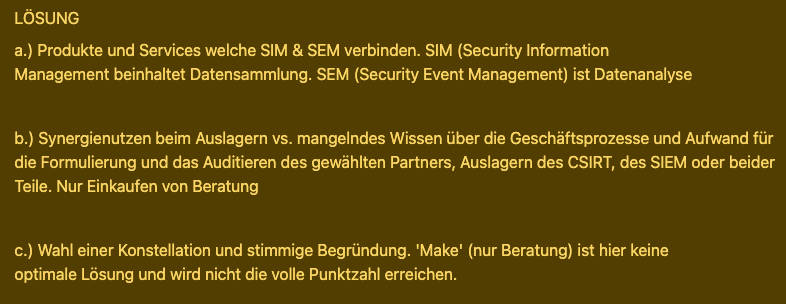 LÖSUNG
a.) Produkte und Services welche SIM & SEM verbinden. SIM (Security Information
Management beinhaltet Datensammlung. SEM (Security Event Management) ist Datenanalyse
b.) Synergienutzen beim Auslagern vs. mangelndes Wissen über die Geschäftsprozesse und Aufwand für
die Formulierung und das Auditieren des gewählten Partners, Auslagern des CSIRT, des SIEM oder beider
Teile. Nur Einkaufen von Beratung
c.) Wahl einer Konstellation und stimmige Begründung. 'Make' (nur Beratung) ist hier keine
optimale Lösung und wird nicht die volle Punktzahl erreichen.